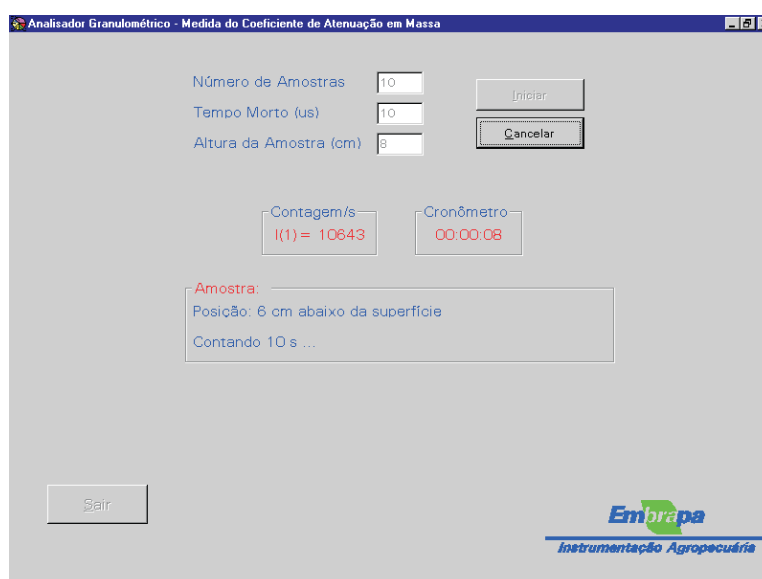 Analisador Granulométrico - Medida do Coeficiente de Atenuação em Massa
Número de Amostras 10
Iniciar
Tempo Morto (us) 10
Cancelar
Altura da Amostra (cm) 8
Contagem/s
I(1) = 10643
Cronômetro
00:00:08
Amostra:
Posição: 6 cm abaixo da superfície
Contando 10 s ...
Sair
Embrapa
Instrumentação Agropecuária